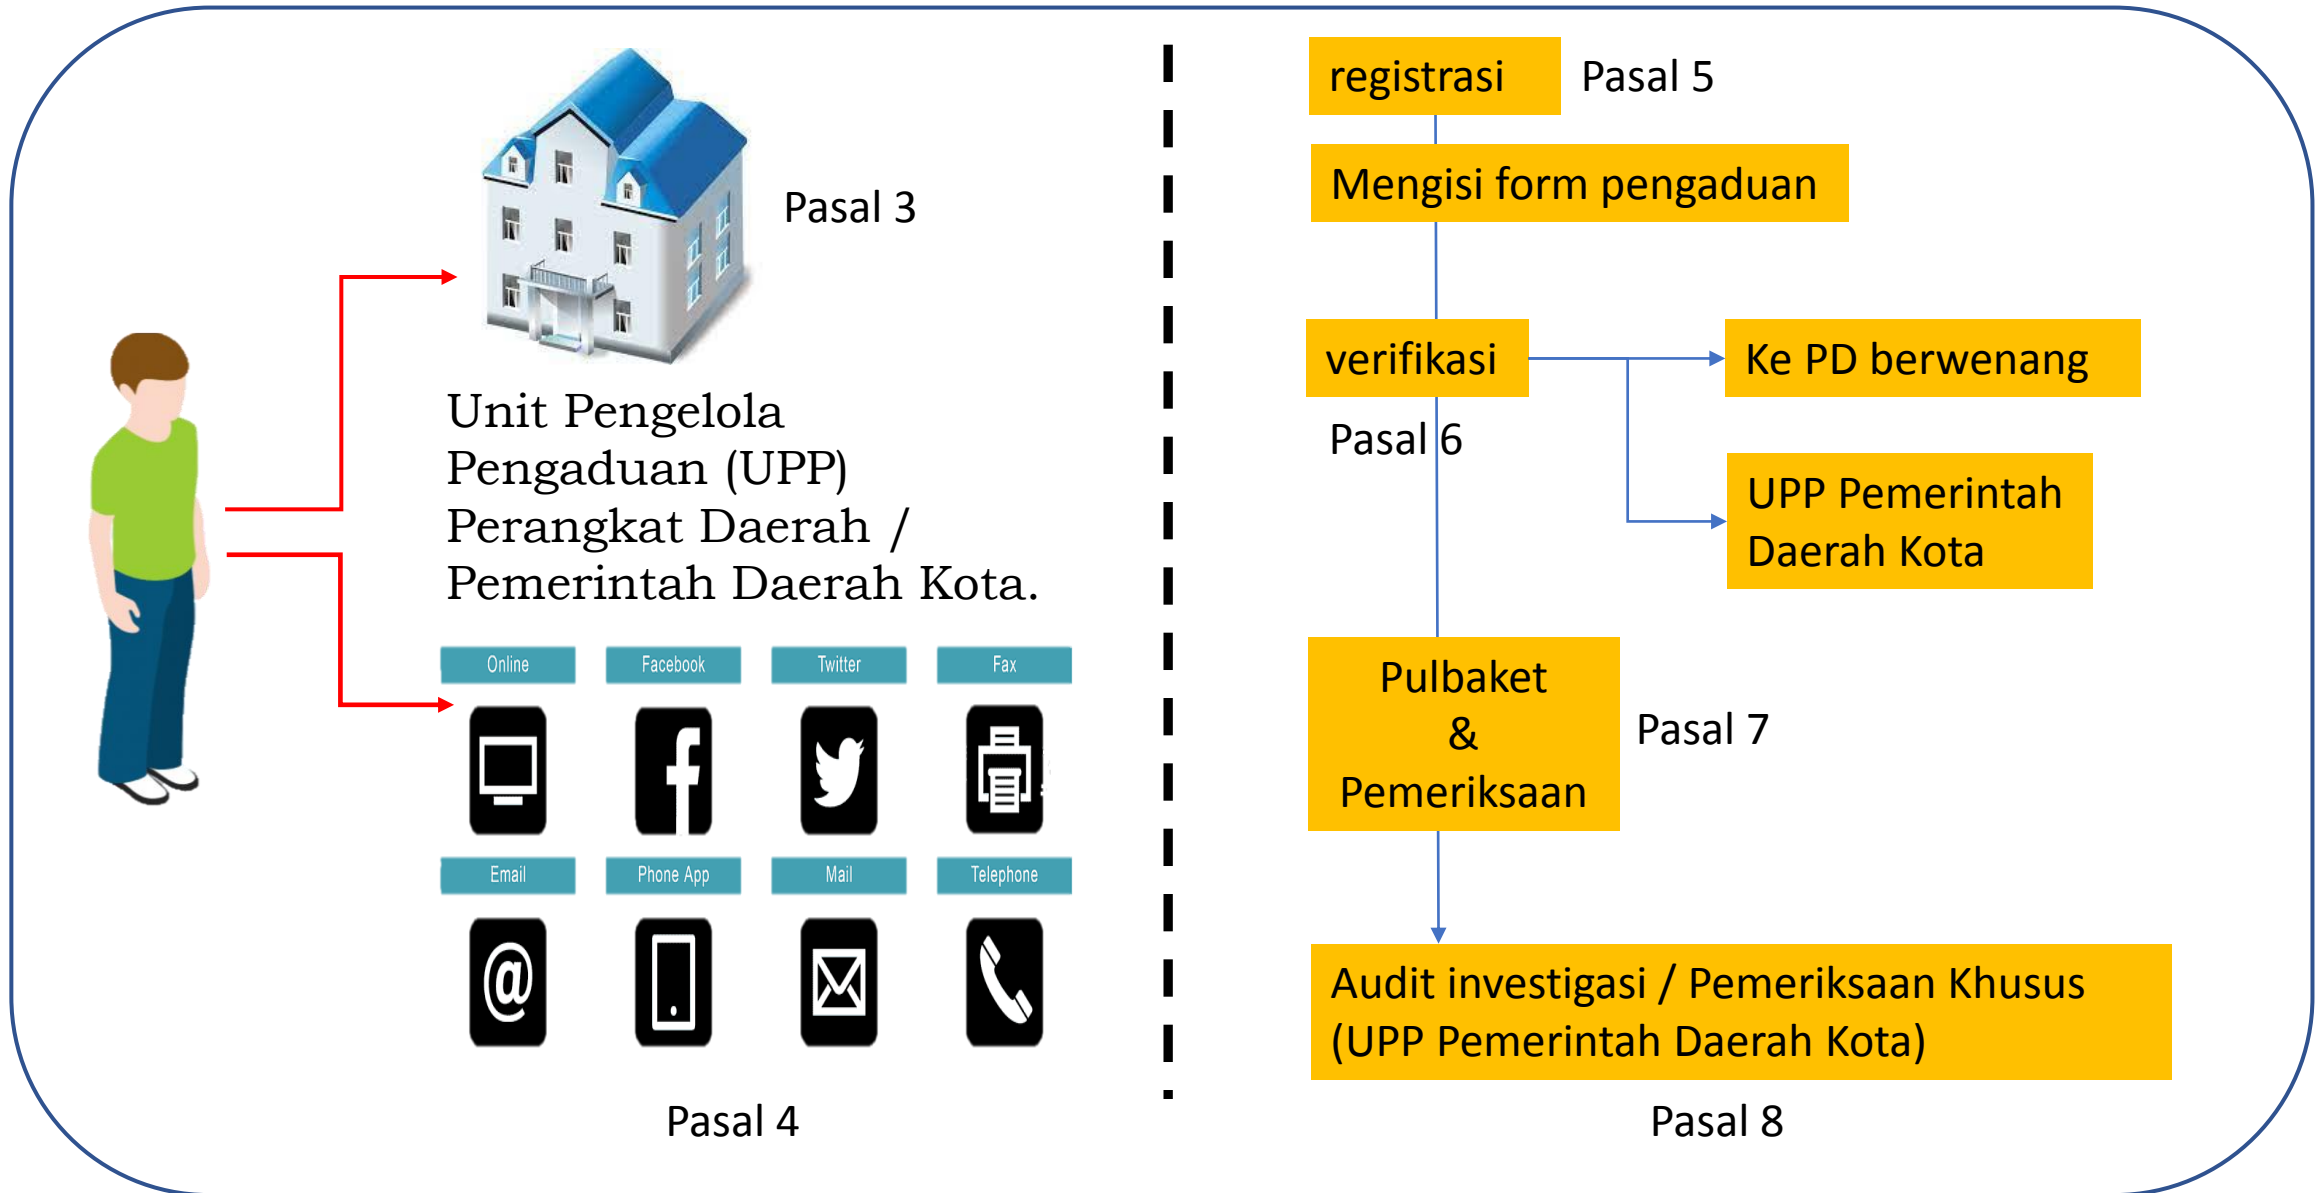 Pasal 3
Unit Pengelola
Pengaduan (UPP)
Perangkat Daerah /
Pemerintah Daerah Kota.
Online
Facebook
Twitter
Fax
Email
Phone App
Mail
Telephone
@
Pasal 4
registrasi
Pasal 5
Mengisi form pengaduan
verifikasi
Ke PD berwenang
Pasal 6
UPP Pemerintah
Daerah Kota
Pulbaket
&
Pemeriksaan
Pasal 7
Audit investigasi / Pemeriksaan Khusus
(UPP Pemerintah Daerah Kota)
Pasal 8